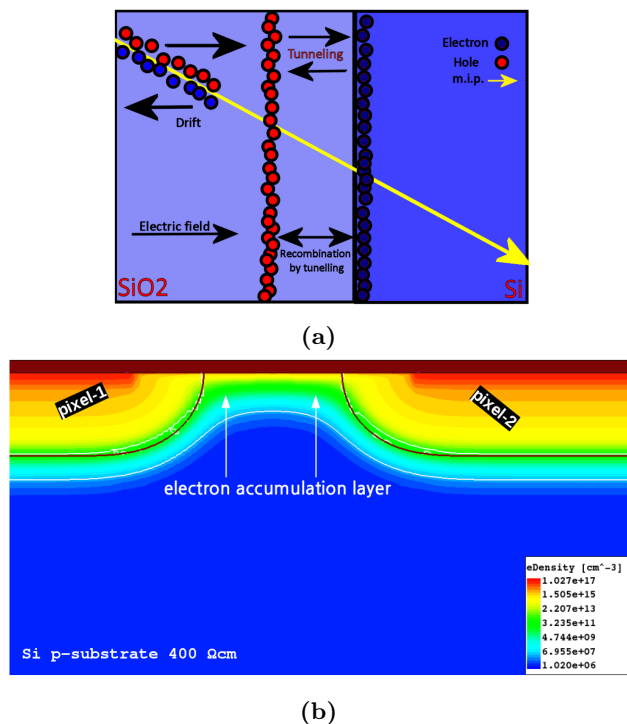 Tunneling
Electron
Hole
m.i.p.
Drift
Electric field
Recombination
by tunelling
SiO2
Si
(a)
pixel-1
pixel-2
electron accumulation layer
eDensity [cm^-3]
1.027e+17
1.505e+15
2.207e+13
3.235e+11
4.744e+09
6.955e+07
1.020e+06
Si p-substrate 400 Ωcm
(b)